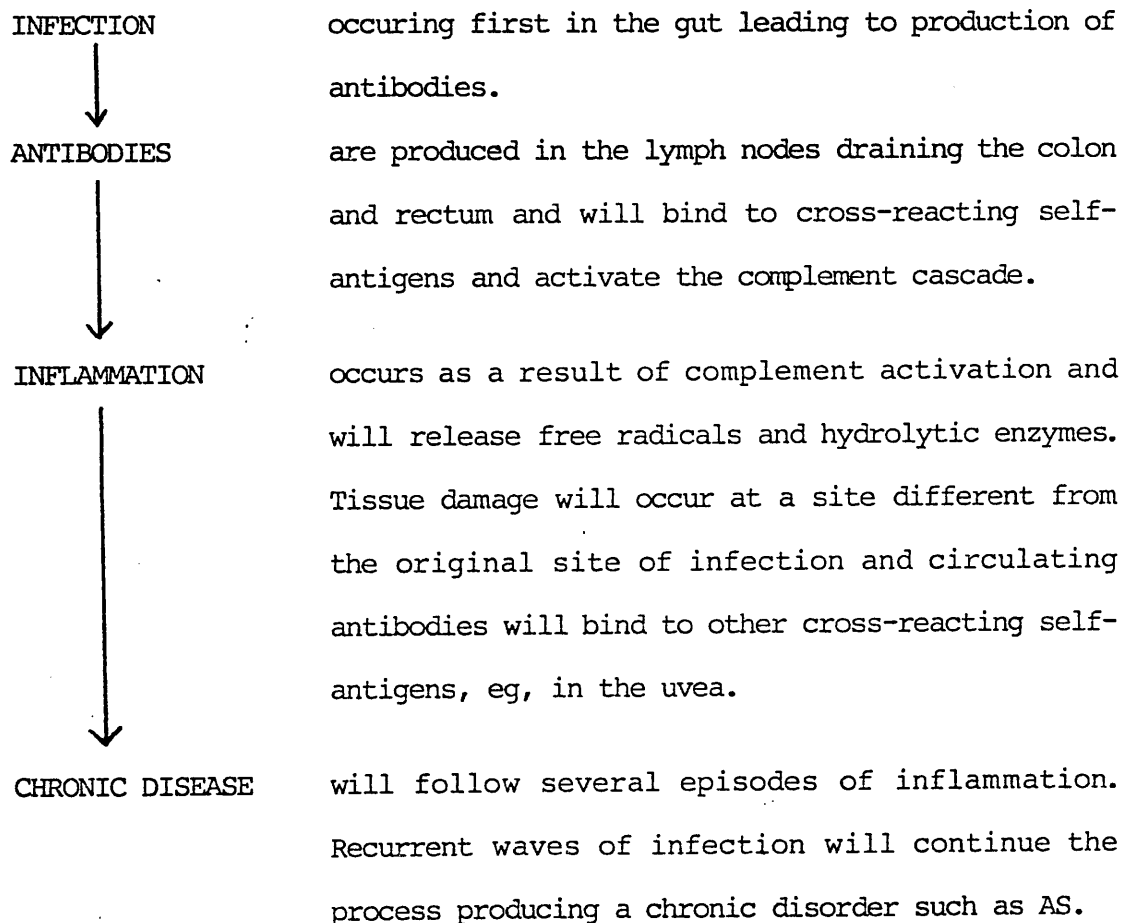 INFECTION occuring first in the gut leading to production of
antibodies.
ANTIBODIES are produced in the lymph nodes draining the colon
and rectum and will bind to cross-reacting self-
antigens and activate the complement cascade.
INFLAMMATION occurs as a result of complement activation and
will release free radicals and hydrolytic enzymes.
Tissue damage will occur at a site different from
the original site of infection and circulating
antibodies will bind to other cross-reacting self-
antigens, eg, in the uvea.
CHRONIC DISEASE will follow several episodes of inflammation.
Recurrent waves of infection will continue the
process producing a chronic disorder such as AS.